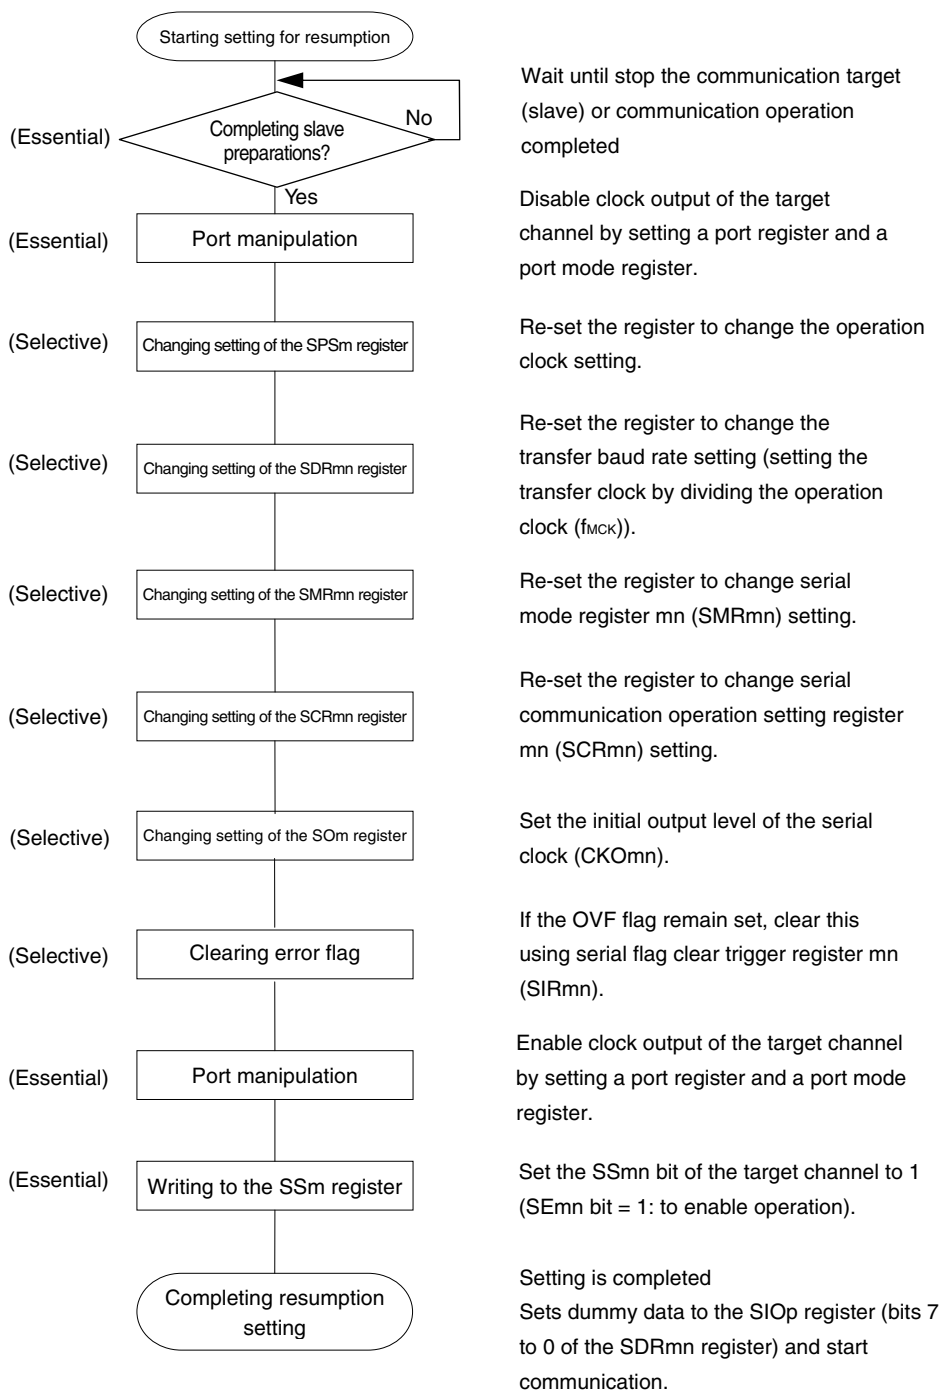 Starting setting for resumption
(Essential)
Completing slave
preparations?
No
Yes
Wait until stop the communication target
(slave) or communication operation
completed
(Essential)
Port manipulation
Disable clock output of the target
channel by setting a port register and a
port mode register.
(Selective)
Changing setting of the SPSm register
Re-set the register to change the operation
clock setting.
(Selective)
Changing setting of the SDRmn register
Re-set the register to change the
transfer baud rate setting (setting the
transfer clock by dividing the operation
clock (fMCK)).
(Selective)
Changing setting of the SMRmn register
Re-set the register to change serial
mode register mn (SMRmn) setting.
(Selective)
Changing setting of the SCRmn register
Re-set the register to change serial
communication operation setting register
mn (SCRmn) setting.
(Selective)
Changing setting of the SOm register
Set the initial output level of the serial
clock (CKOmn).
(Selective)
Clearing error flag
If the OVF flag remain set, clear this
using serial flag clear trigger register mn
(SIRmn).
(Essential)
Port manipulation
Enable clock output of the target channel
by setting a port register and a port mode
register.
(Essential)
Writing to the SSm register
Set the SSmn bit of the target channel to 1
(SEmn bit = 1: to enable operation).
Completing resumption
setting
Setting is completed
Sets dummy data to the SIOp register (bits 7
to 0 of the SDRmn register) and start
communication.